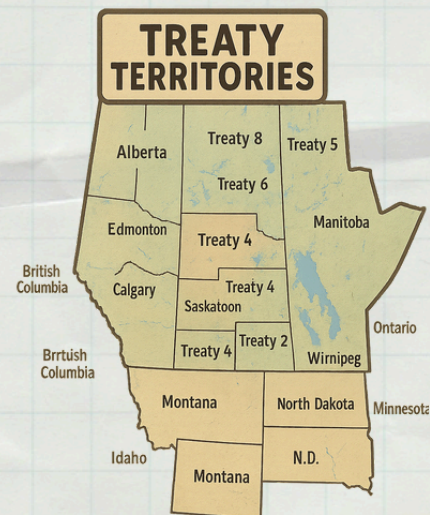 TREATY
TERRITORIES
Treaty 8
Treaty 5
Alberta
Treaty 6
Manitoba
Edmonton
Treaty 4
British
Columbia
Calgary
Treaty 4
Saskatoon
Ontario
Treaty 2
Treaty 4
Wirnipeg
Brrtuish
Columbia
Montana
North Dakota
Minnesota
Idaho
N.D.
Montana